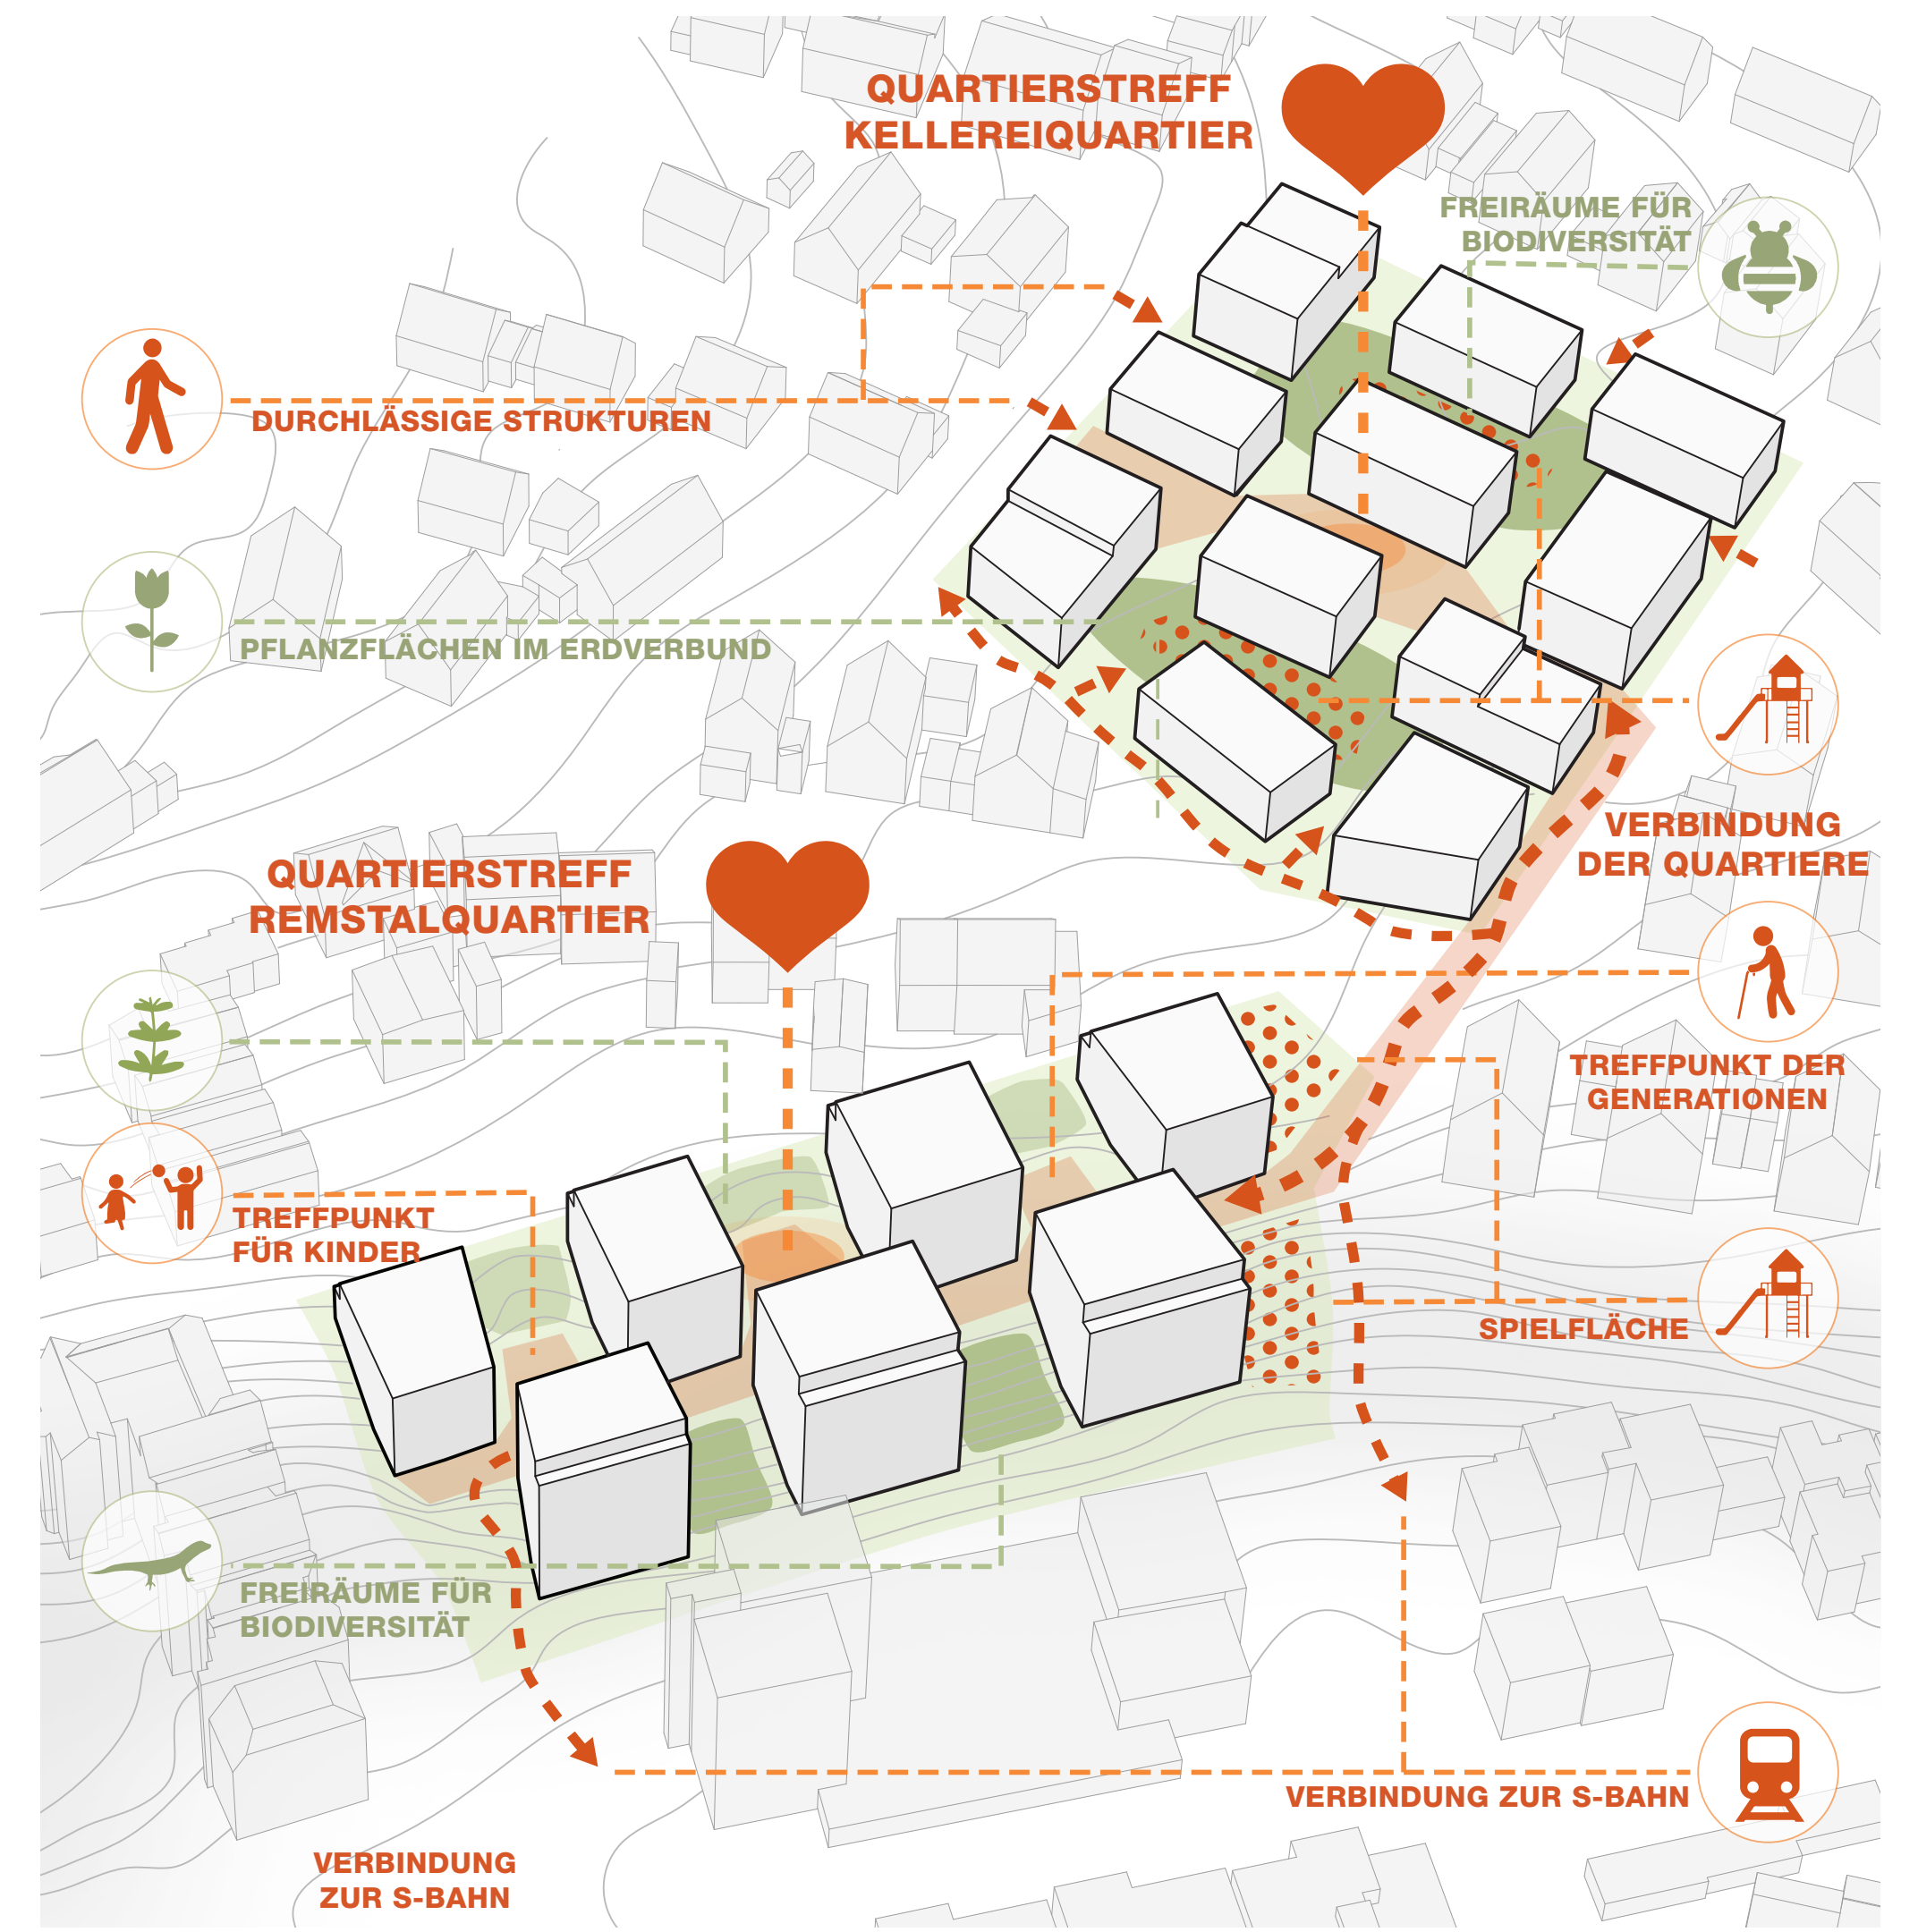 QUARTIERSTREFF
KELLEREIQUARTIER
FREIRÄUME FÜR
BIODIVERSITÄT
DURCHLÄSSIGE STRUKTUREN
PFLANZFLÄCHEN IM ERDVERBUND
VERBINDUNG
DER QUARTIERE
QUARTIERSTREFF
REMSTALQUARTIER
TREFFPUNKT DER
GENERATIONEN
TREFFPUNKT
FÜR KINDER
SPIELFLÄCHE
FREIRÄUME FÜR
BIODIVERSITÄT
VERBINDUNG ZUR S-BAHN
VERBINDUNG
ZUR S-BAHN